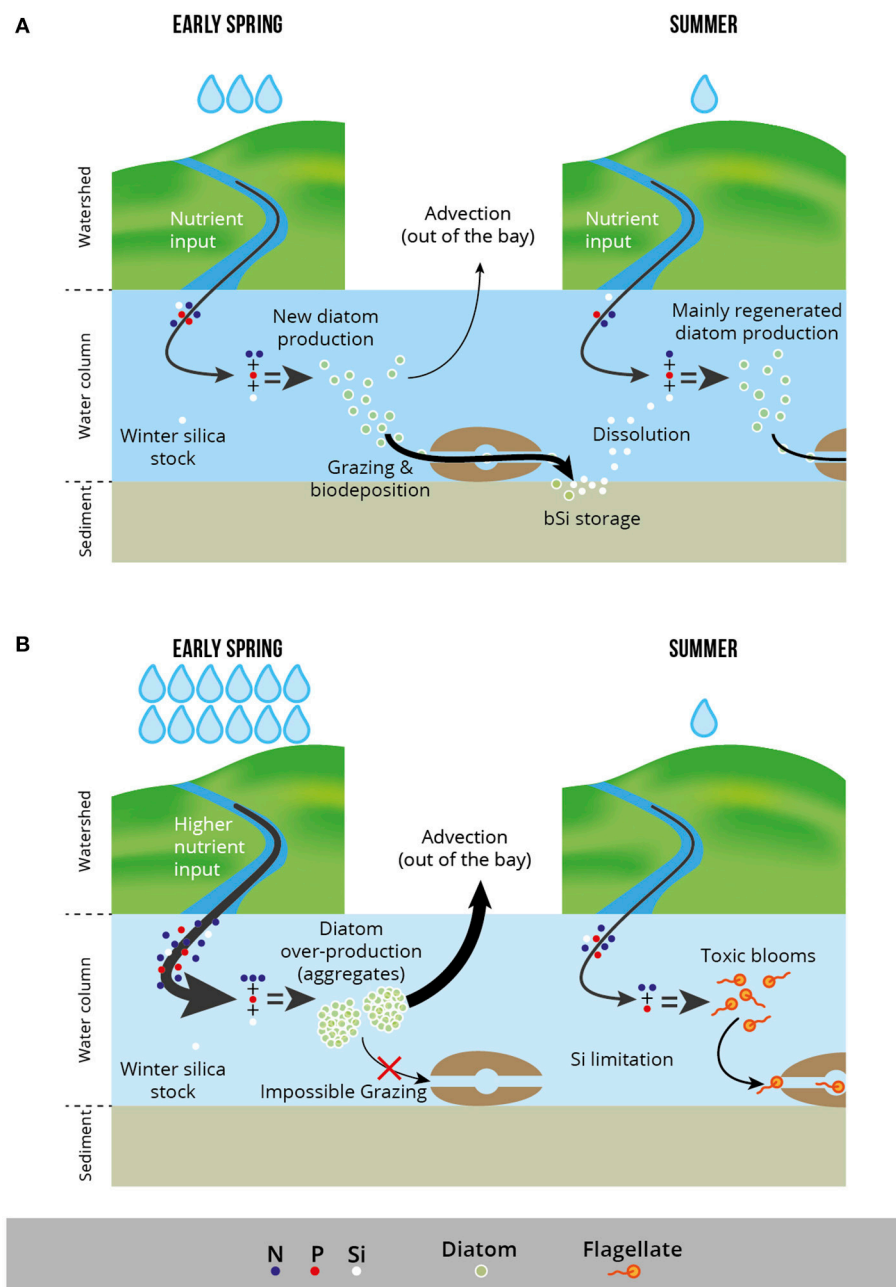 A
EARLY SPRING
SUMMER
Watershed
Nutrient
input
Advection
(out of the bay)
Nutrient
input
Water column
New diatom
production
Mainly regenerated
diatom production
+
=
+
+
=
+
Winter silica
stock
Grazing &
biodeposition
Dissolution
Sediment
bSi storage
B
EARLY SPRING
SUMMER
Watershed
Higher
nutrient
input
Advection
(out of the bay)
Water column
Diatom
over-production
(aggregates)
Toxic blooms
+
=
+
+
=
Winter silica
stock
Impossible Grazing
Si limitation
Sediment
N P Si Diatom Flagellate